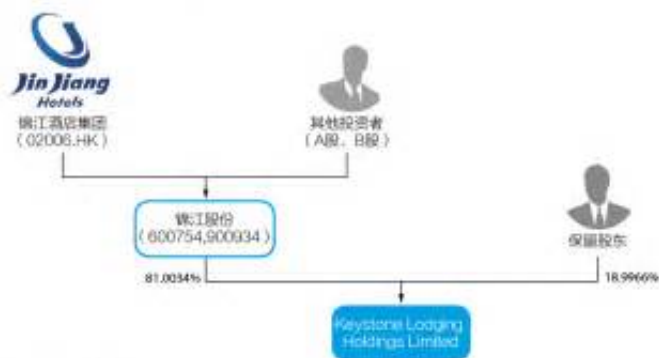 Jin Jiang
Hotels
锦江酒店集团
（02006.HK）
其他投资者
（A股、B股）
锦江股份
（600754,900934）
保留股东
81.0034%
18.9966%
Keystone Lodging
Holdings Limited